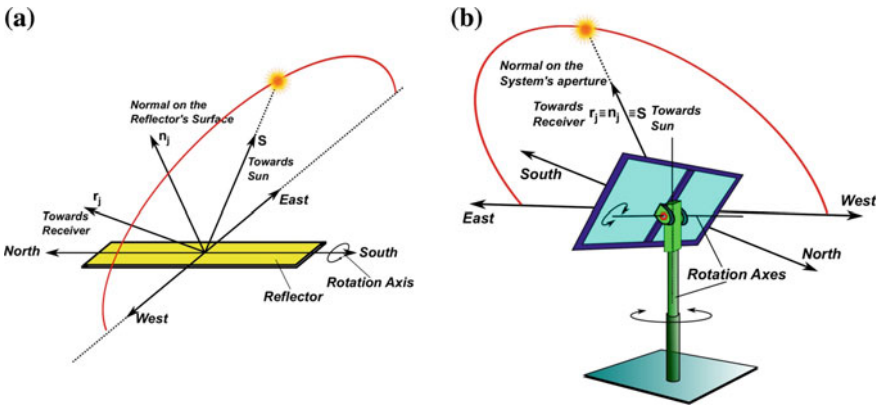 (a)
Normal on the
Reflector's Surface
nj
S
Towards
Sun
rj
Towards
Receiver
East
North
South
Rotation Axis
Reflector
West
(b)
Normal on the
System's aperture
Towards
Receiver
rj≡nj ≡S
Towards
Sun
South
East
West
North
Rotation Axes